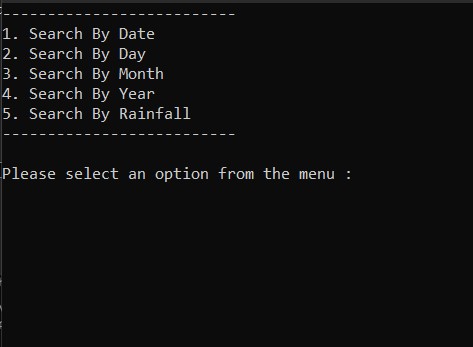 --------------------------
1. Search By Date
2. Search By Day
3. Search By Month
4. Search By Year
5. Search By Rainfall
--------------------------
Please select an option from the menu :